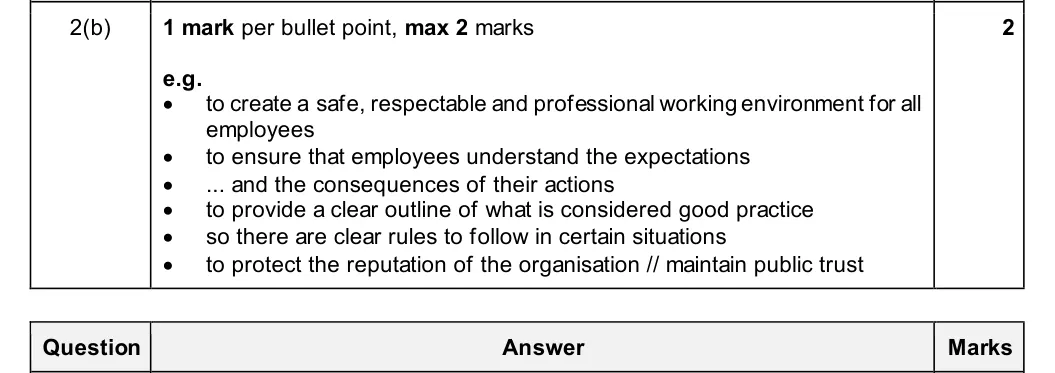 2(b) 1 mark per bullet point, max 2 marks 2
e.g.
• to create a safe, respectable and professional working environment for all
employees
• to ensure that employees understand the expectations
• ... and the consequences of their actions
• to provide a clear outline of what is considered good practice
• so there are clear rules to follow in certain situations
• to protect the reputation of the organisation // maintain public trust
Question Answer Marks